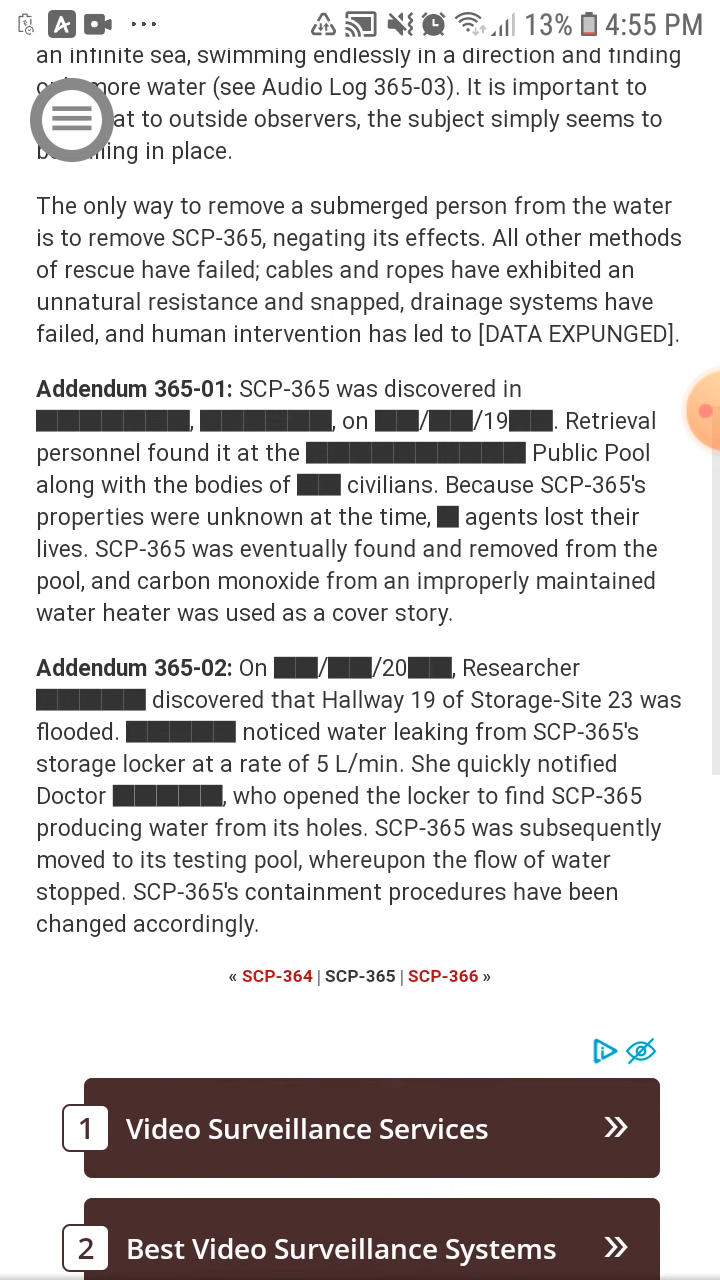 13% 4:55 PM
an infinite sea, swimming endlessly in a direction and finding
more water (see Audio Log 365-03). It is important to
at to outside observers, the subject simply seems to
in place.
The only way to remove a submerged person from the water
is to remove SCP-365, negating its effects. All other methods
of rescue have failed; cables and ropes have exhibited an
unnatural resistance and snapped, drainage systems have
failed, and human intervention has led to [DATA EXPUNGED].
Addendum 365-01: SCP-365 was discovered in
███████, ██████, on ██/██/19██. Retrieval
personnel found it at the ██████████ Public Pool
along with the bodies of ██ civilians. Because SCP-365's
properties were unknown at the time, █ agents lost their
lives. SCP-365 was eventually found and removed from the
pool, and carbon monoxide from an improperly maintained
water heater was used as a cover story.
Addendum 365-02: On ██/██/20██, Researcher
█████ discovered that Hallway 19 of Storage-Site 23 was
flooded. █████ noticed water leaking from SCP-365's
storage locker at a rate of 5 L/min. She quickly notified
Doctor █████, who opened the locker to find SCP-365
producing water from its holes. SCP-365 was subsequently
moved to its testing pool, whereupon the flow of water
stopped. SCP-365's containment procedures have been
changed accordingly.
« SCP-364 | SCP-365 | SCP-366 »
1 Video Surveillance Services »
2 Best Video Surveillance Systems »